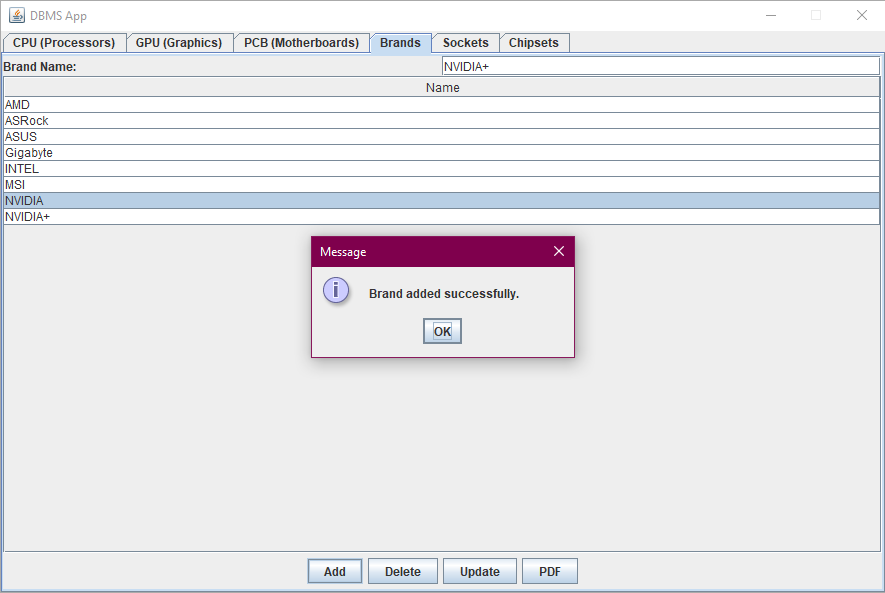 DBMS App
CPU (Processors) GPU (Graphics) PCB (Motherboards) Brands Sockets Chipsets
Brand Name: NVIDIA+
Name
AMD
ASRock
ASUS
Gigabyte
INTEL
MSI
NVIDIA
NVIDIA+
Message
Brand added successfully.
OK
Add Delete Update PDF